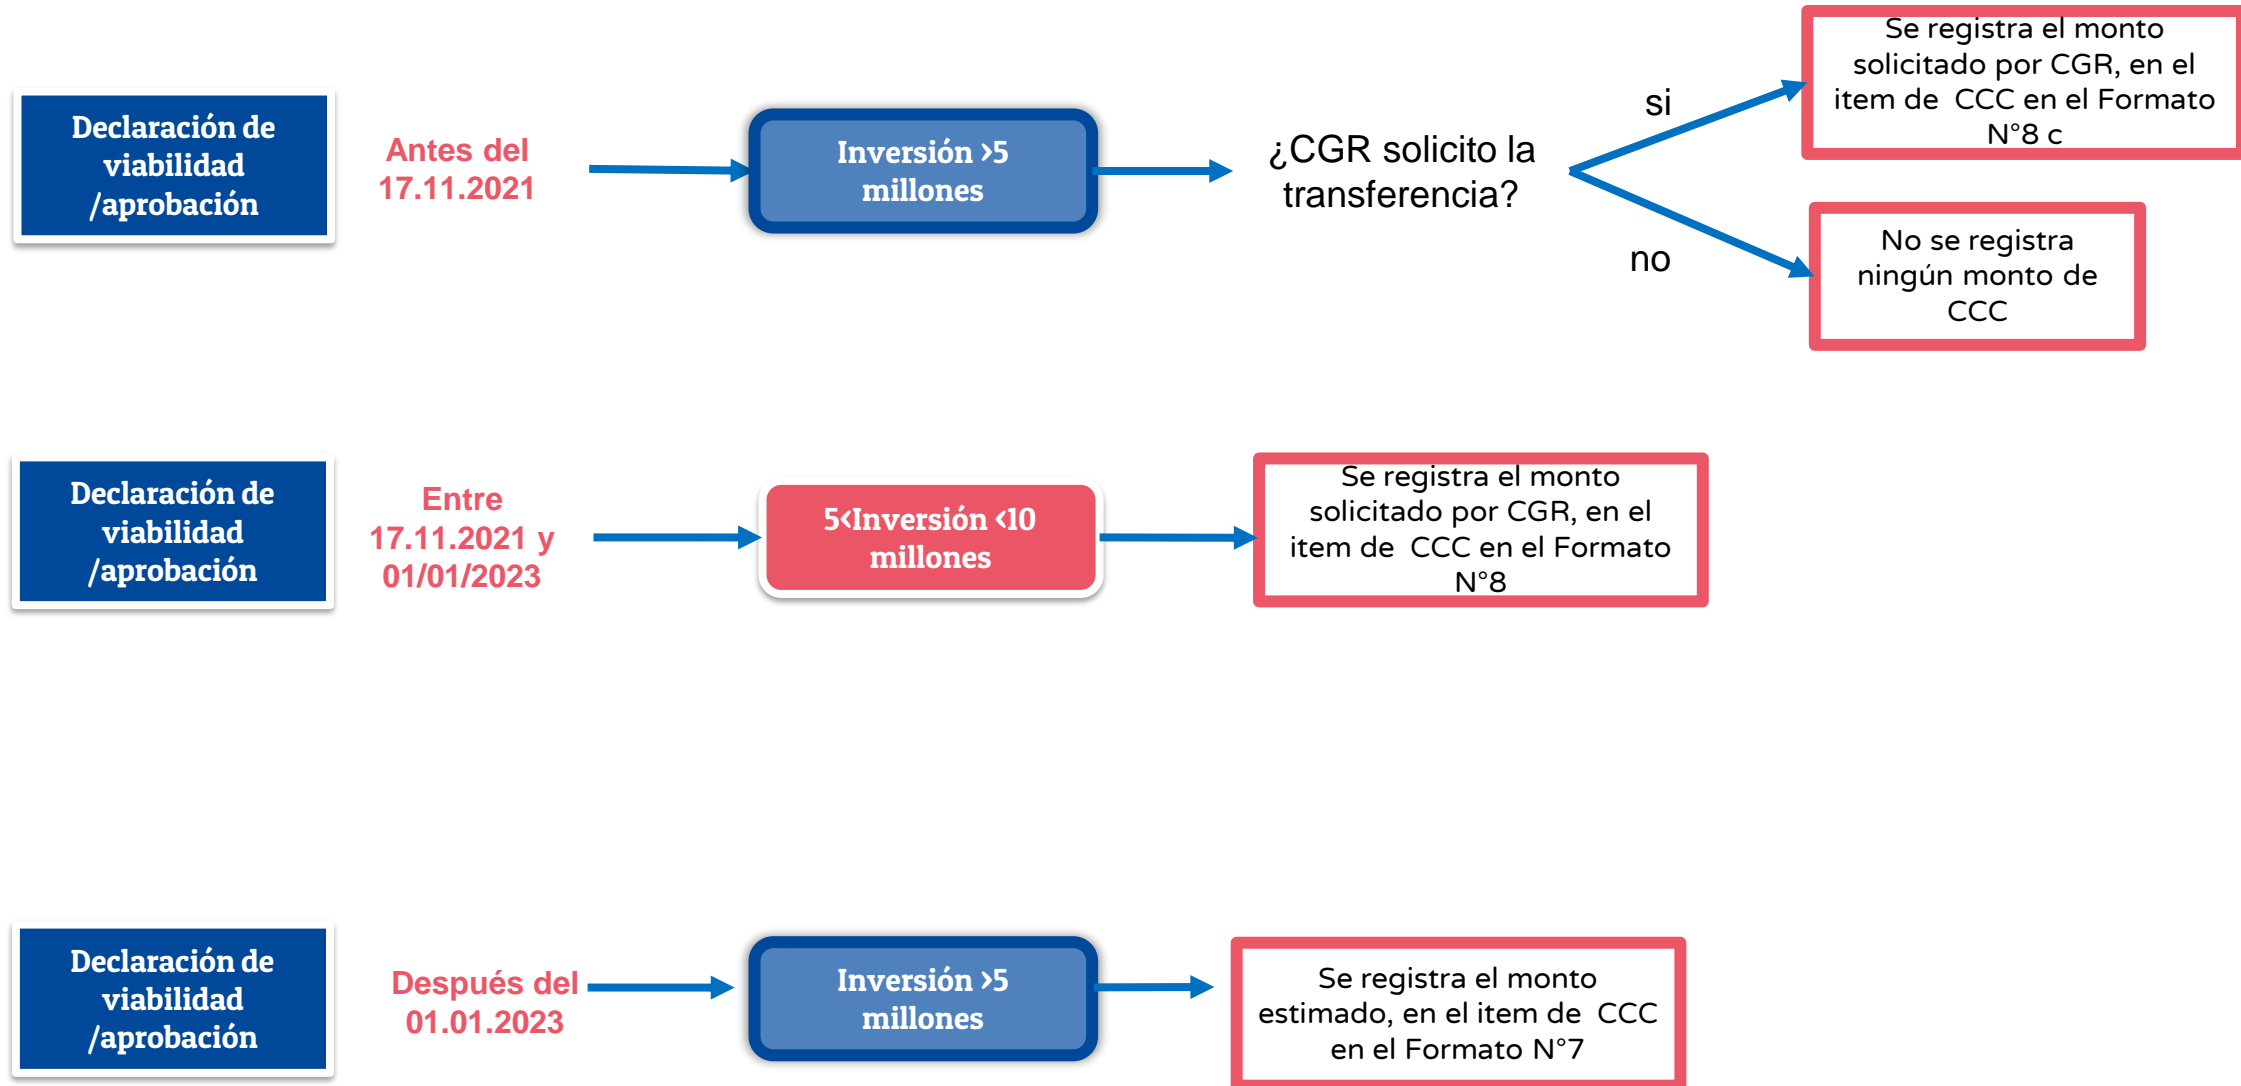 Declaración de
viabilidad
/aprobación
Antes del
17.11.2021
Inversión >5
millones
¿CGR solicito la
transferencia?
si
no
Se registra el monto
solicitado por CGR, en el
item de CCC en el Formato
N°8 c
No se registra
ningún monto de
CCC
Declaración de
viabilidad
/aprobación
Entre
17.11.2021 y
01/01/2023
5<Inversión <10
millones
Se registra el monto
solicitado por CGR, en el
item de CCC en el Formato
N°8
Declaración de
viabilidad
/aprobación
Después del
01.01.2023
Inversión >5
millones
Se registra el monto
estimado, en el item de CCC
en el Formato N°7